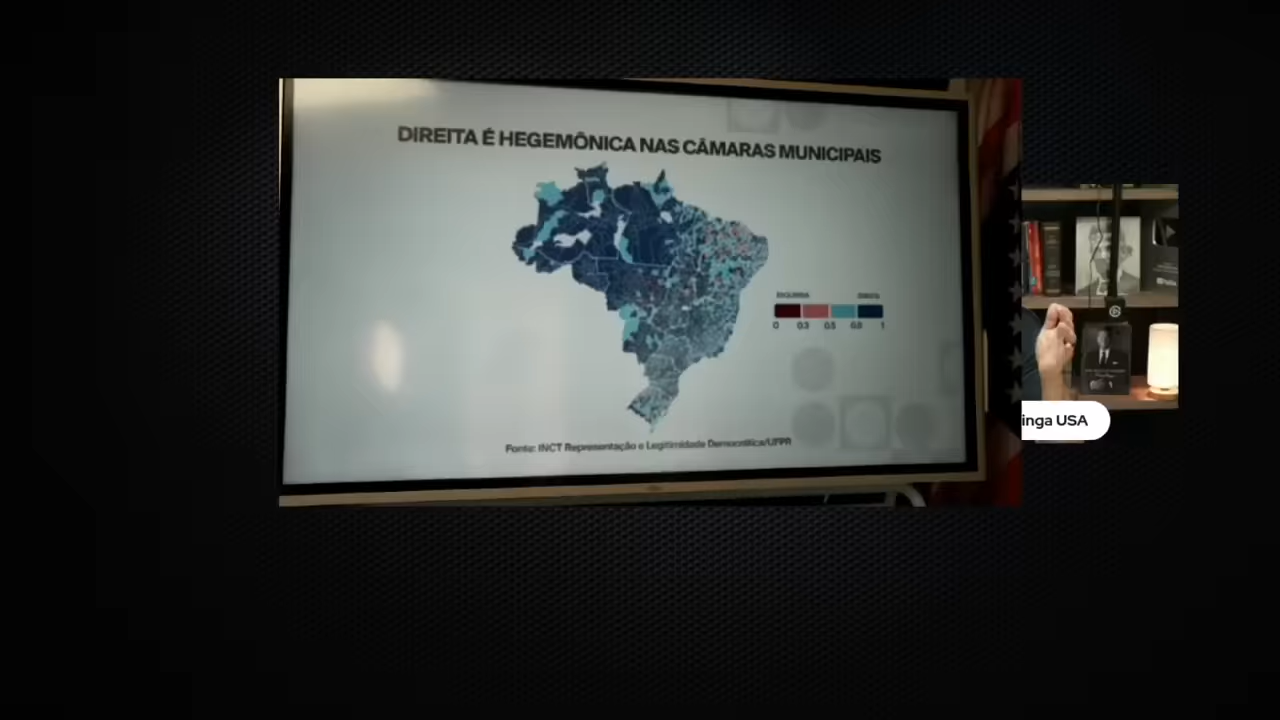 DIREITA É HEGEMÔNICA NAS CÂMARAS MUNICIPAIS
ESQUERDA DIREITA
0 0.3 0.5 0.8 1
Fonte: INCT Representação e Legitimidade Democrática/UFPR
inga USA